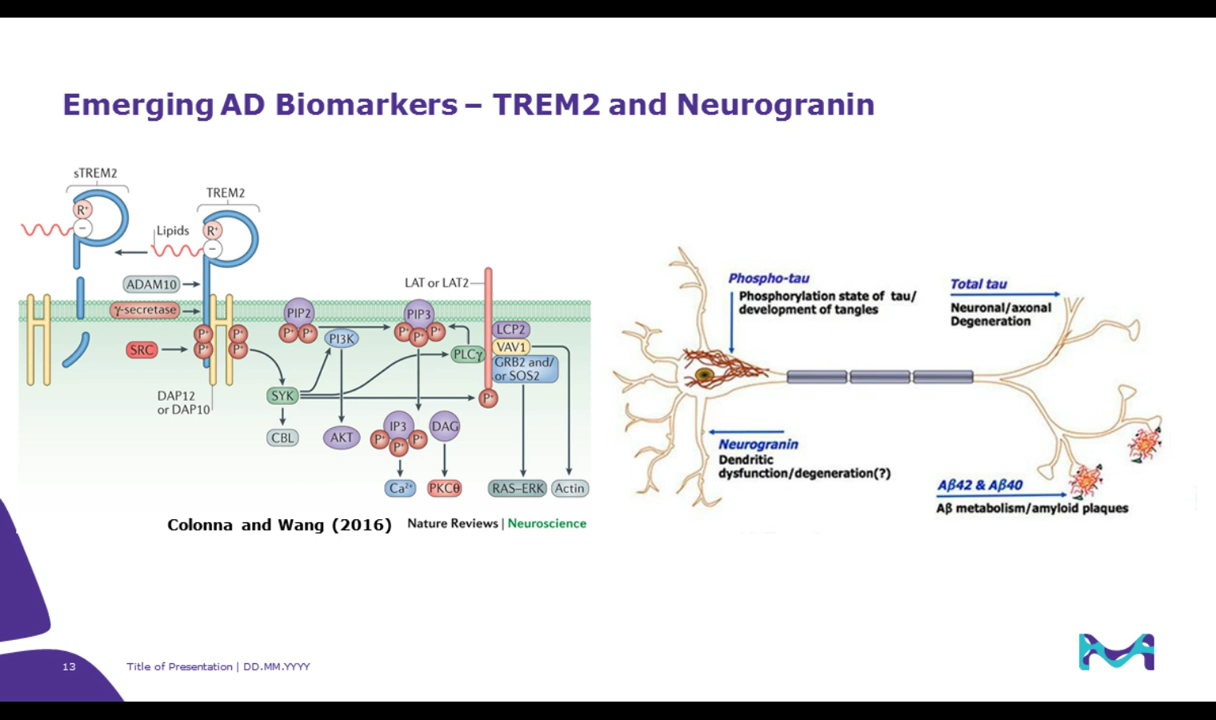 Emerging AD Biomarkers – TREM2 and Neurogranin
sTREM2
TREM2
R⁺
–
Lipids
R⁺
–
ADAM10
γ-secretase
SRC
P⁺
P⁺
P⁺
P⁺
DAP12
or DAP10
PIP2
P⁺
P⁺
PI3K
SYK
CBL
AKT
LAT or LAT2
PIP3
P⁺
P⁺
P⁺
PLCγ
LCP2
VAV1
GRB2 and/
or SOS2
P⁺
IP3
P⁺
P⁺
P⁺
DAG
Ca²⁺
PKCθ
RAS–ERK
Actin
Colonna and Wang (2016)
Nature Reviews | Neuroscience
Phospho-tau
Phosphorylation state of tau/
development of tangles
Total tau
Neuronal/axonal
Degeneration
Neurogranin
Dendritic
dysfunction/degeneration(?)
Aβ42 & Aβ40
Aβ metabolism/amyloid plaques
13
Title of Presentation | DD.MM.YYYY